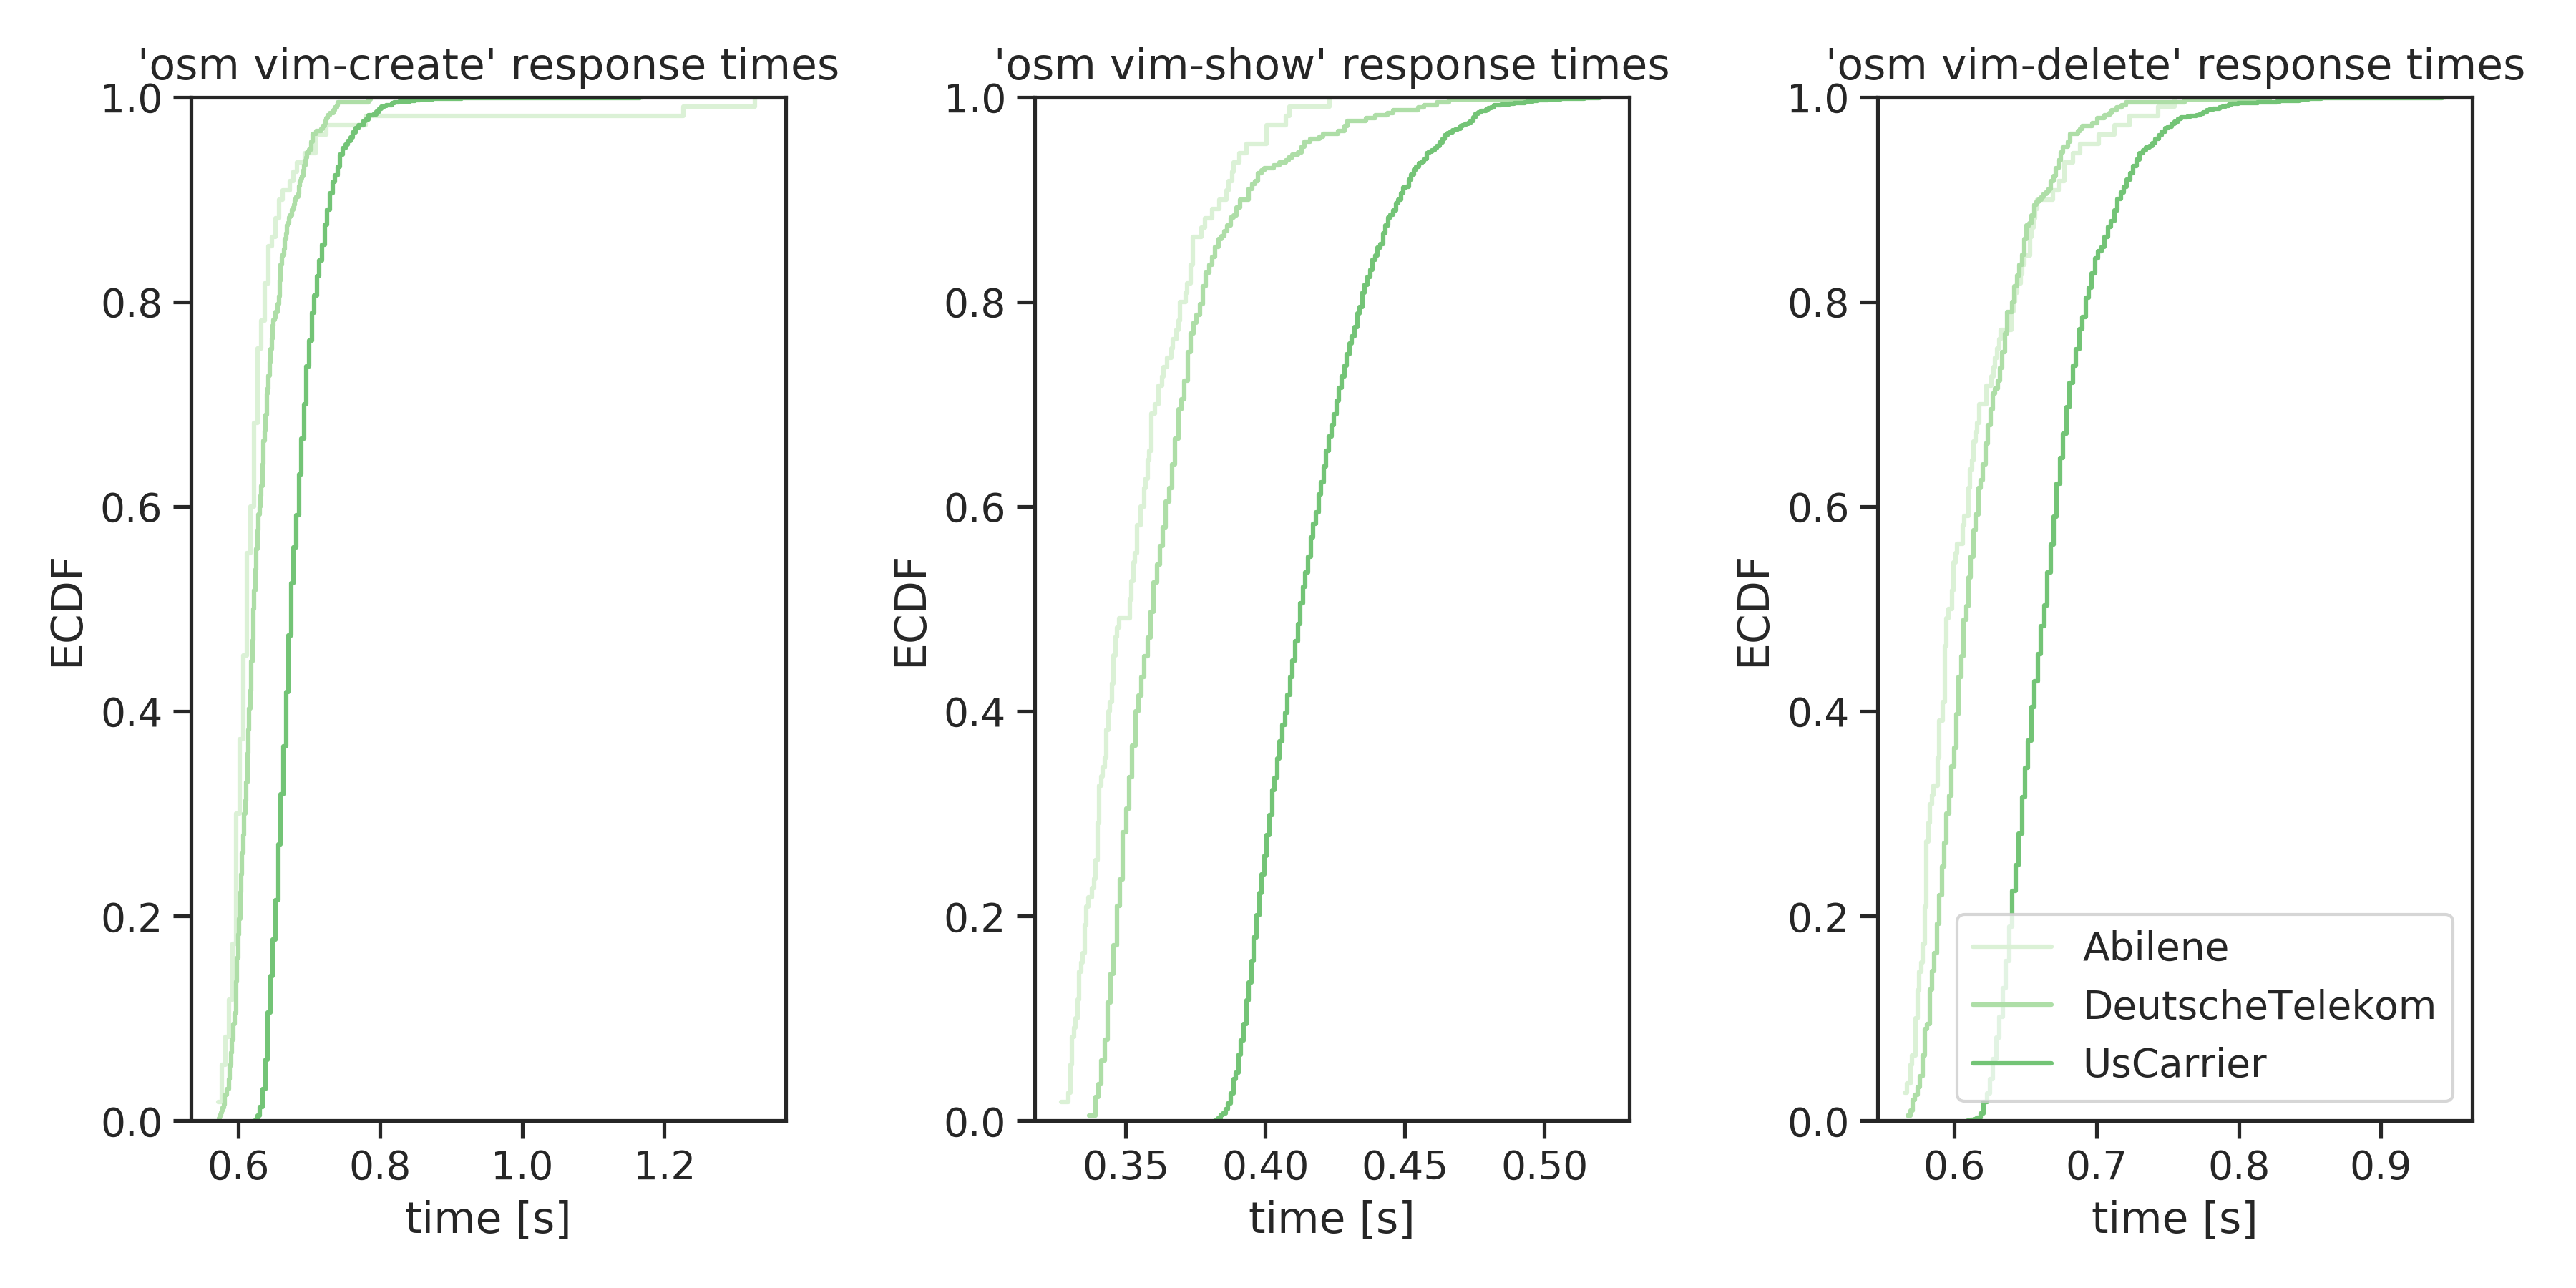 'osm vim-create' response times
'osm vim-show' response times
'osm vim-delete' response times
ECDF
1.0
0.8
0.6
0.4
0.2
0.0
0.6 0.8 1.0 1.2
time [s]
ECDF
1.0
0.8
0.6
0.4
0.2
0.0
0.35 0.40 0.45 0.50
time [s]
ECDF
1.0
0.8
0.6
0.4
0.2
0.0
Abilene
DeutscheTelekom
UsCarrier
0.6 0.7 0.8 0.9
time [s]